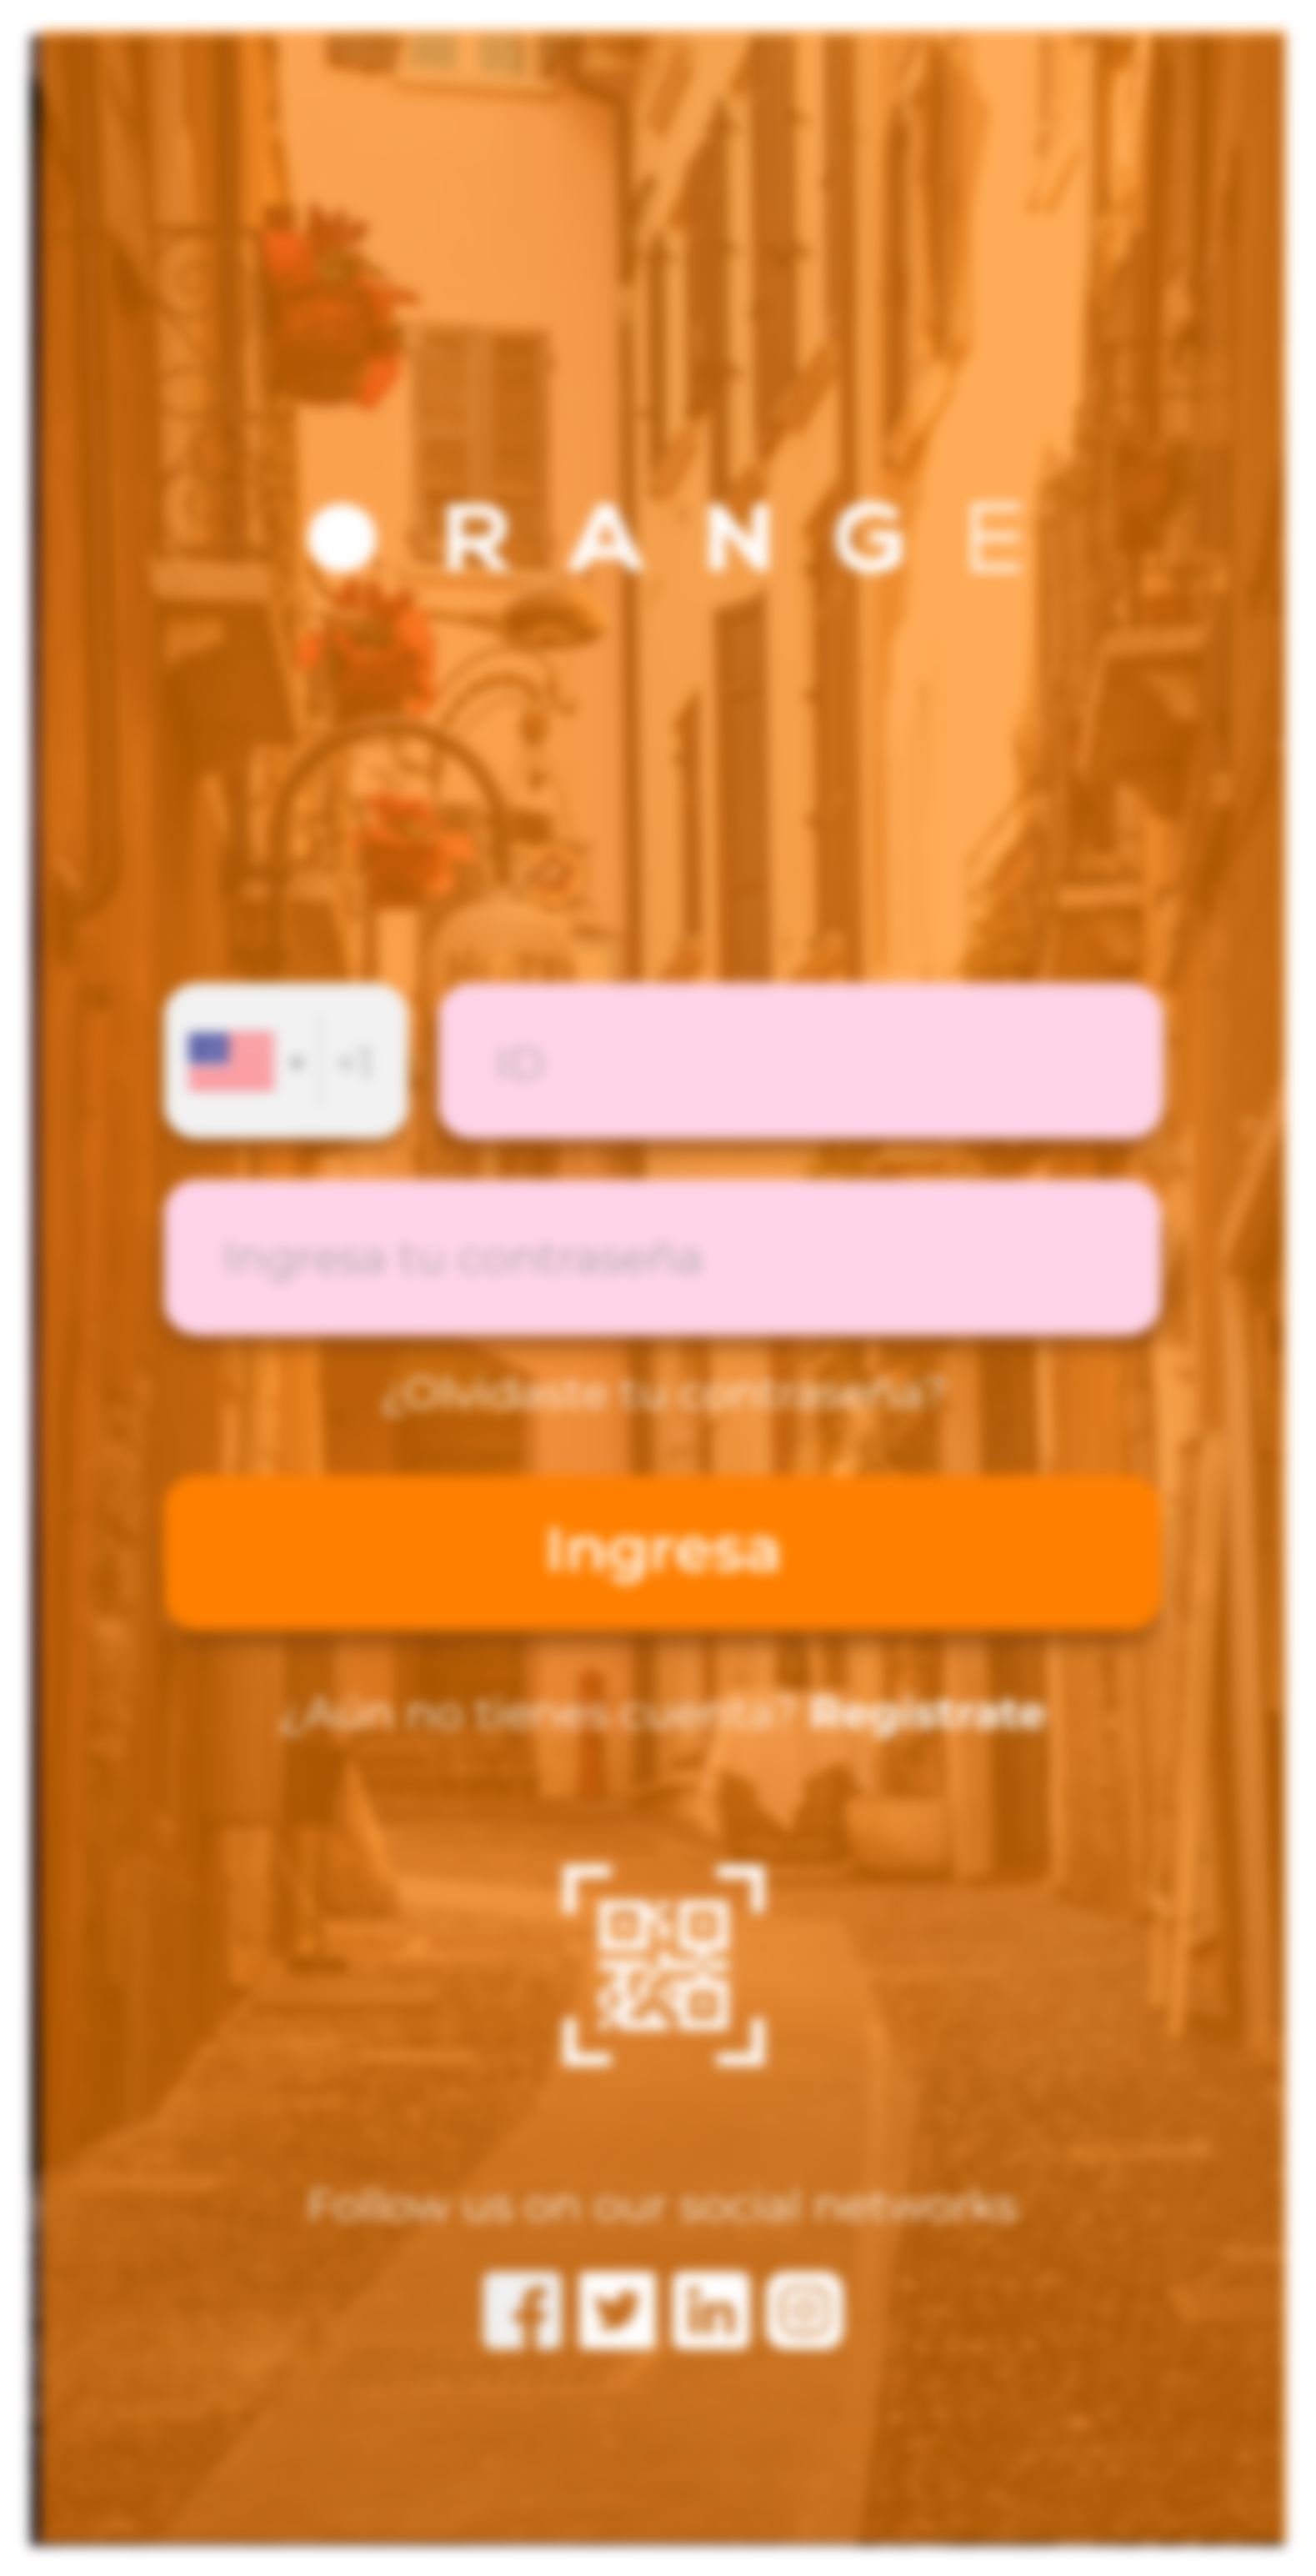 ● R A N G E
+1 ID
Ingresa tu contraseña
¿Olvidaste tu contraseña?
Ingresa
¿Aún no tienes cuenta? Registrate
Follow us on our social networks